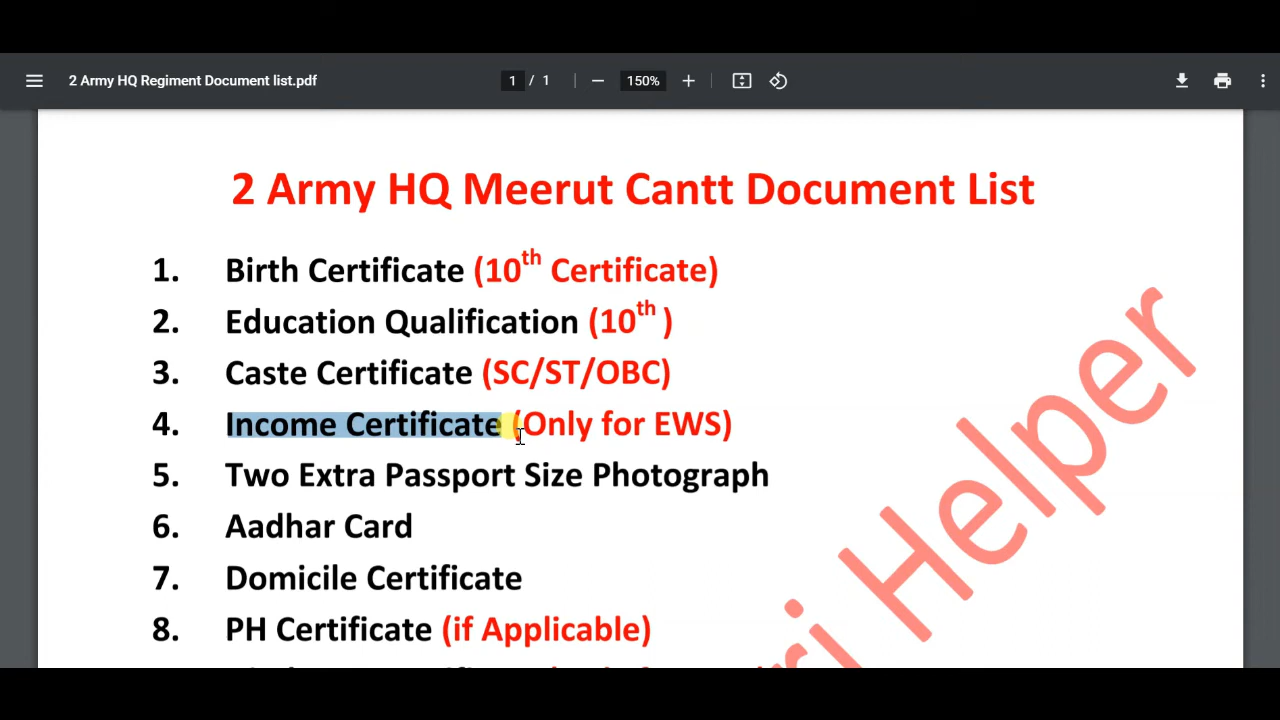 2 Army HQ Regiment Document list.pdf
1 / 1
150%
2 Army HQ Meerut Cantt Document List
1. Birth Certificate (10th Certificate)
2. Education Qualification (10th )
3. Caste Certificate (SC/ST/OBC)
4. Income Certificate (Only for EWS)
5. Two Extra Passport Size Photograph
6. Aadhar Card
7. Domicile Certificate
8. PH Certificate (if Applicable)
Helper